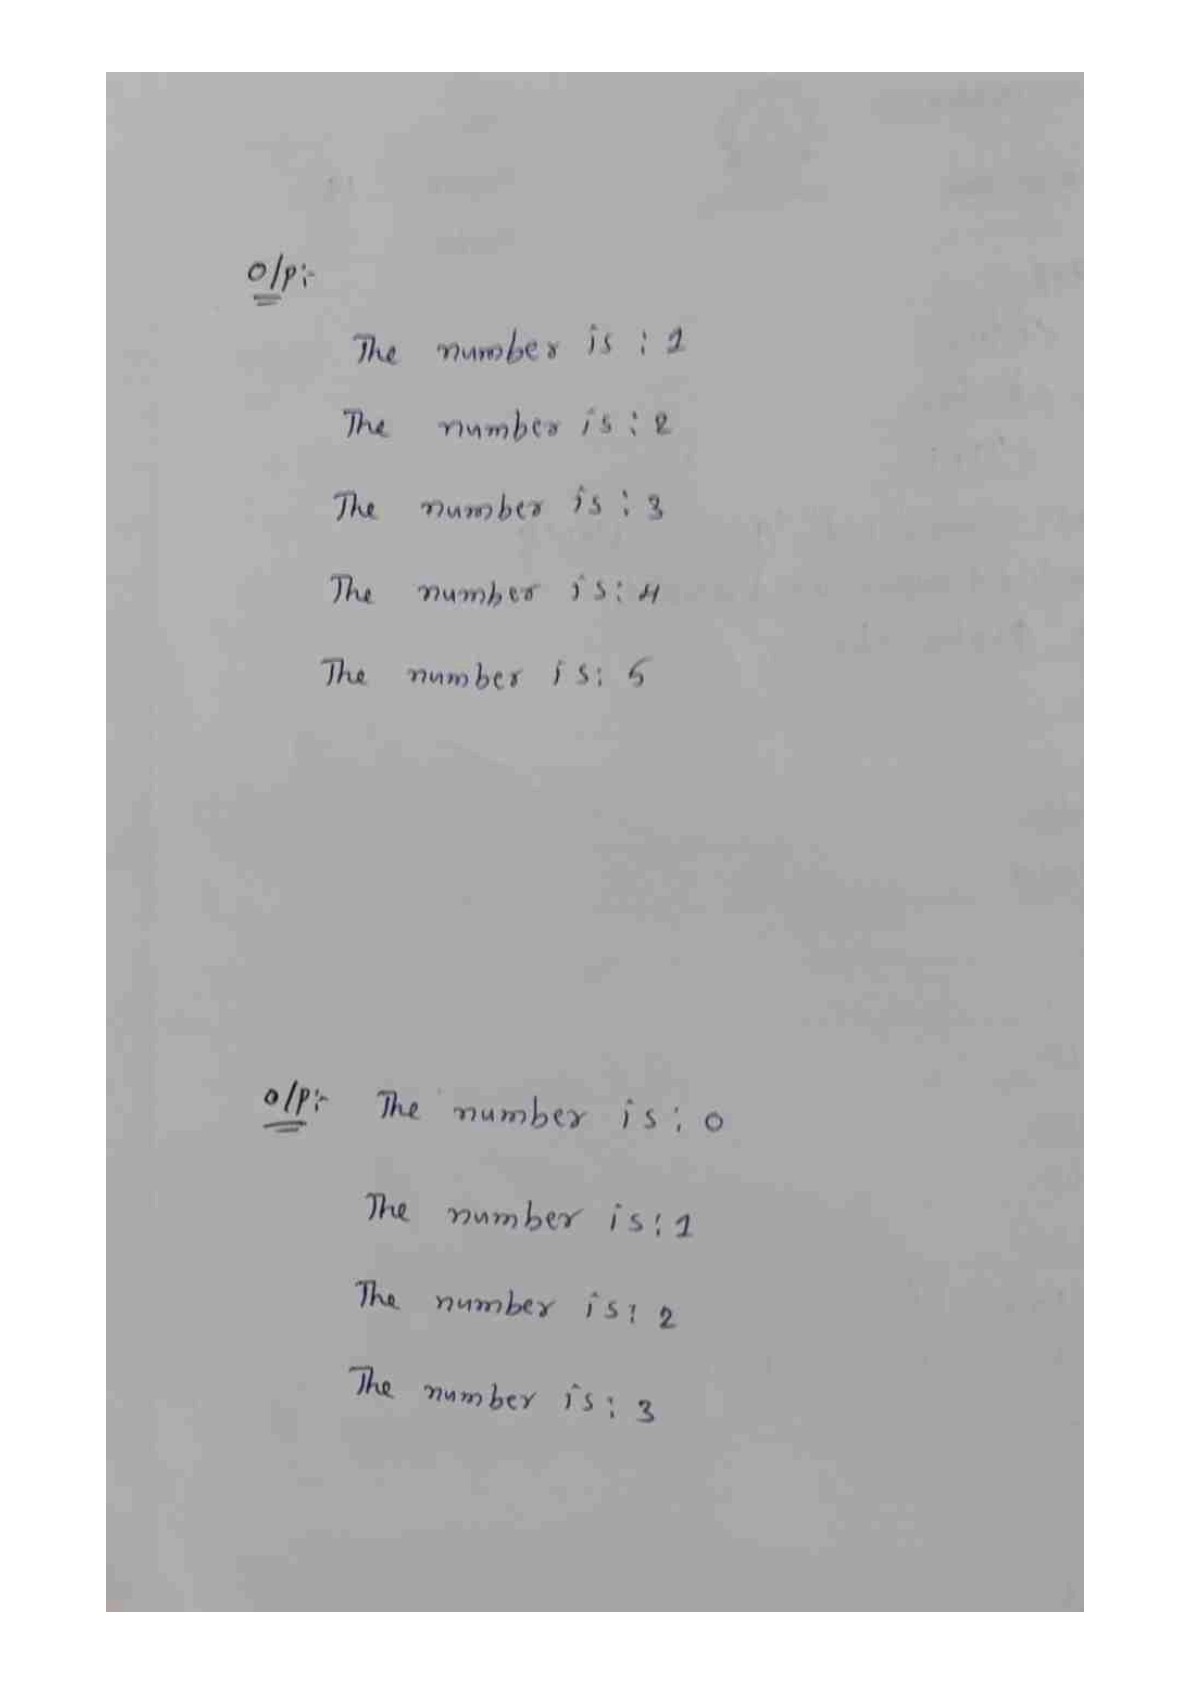 O/P:-
The number is : 1
The number is : 2
The number is : 3
The number is : 4
The number is : 5
O/P:- The number is : 0
The number is : 1
The number is : 2
The number is : 3